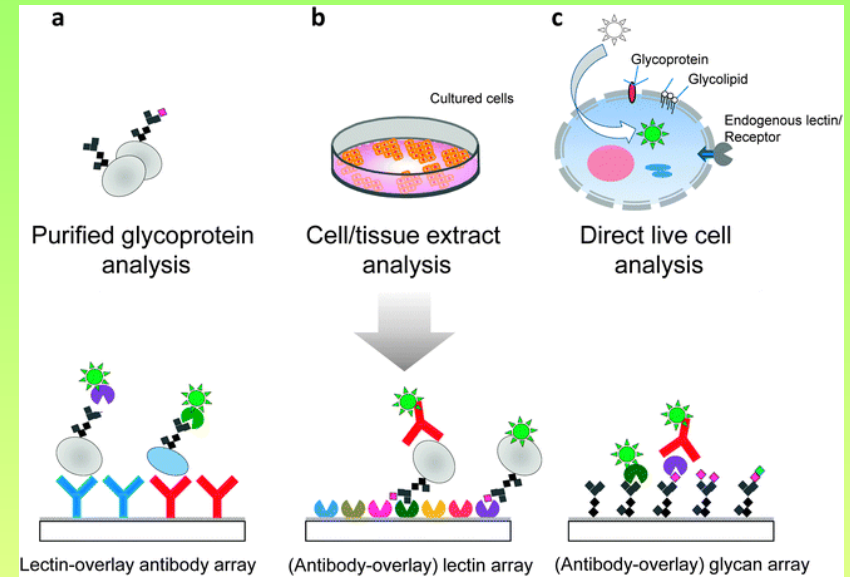 a
b
c
Glycoprotein
Glycolipid
Cultured cells
Endogenous lectin/
Receptor
Purified glycoprotein
analysis
Cell/tissue extract
analysis
Direct live cell
analysis
Lectin-overlay antibody array
(Antibody-overlay) lectin array
(Antibody-overlay) glycan array